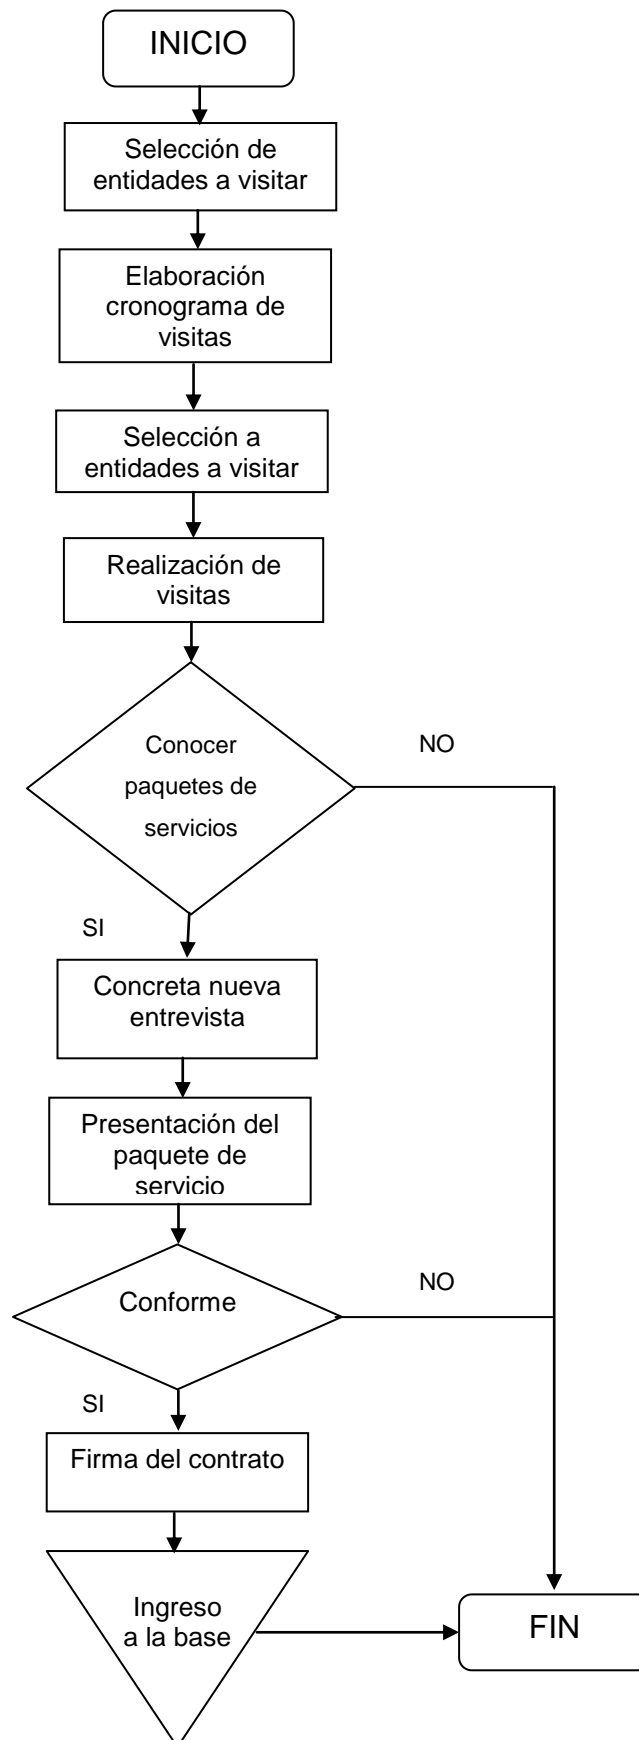 INICIO
Selección de
entidades a visitar
Elaboración
cronograma de
visitas
Selección a
entidades a visitar
Realización de
visitas
Conocer
paquetes de
servicios
NO
SI
Concreta nueva
entrevista
Presentación del
paquete de
servicio
Conforme
NO
SI
Firma del contrato
Ingreso
a la base
FIN